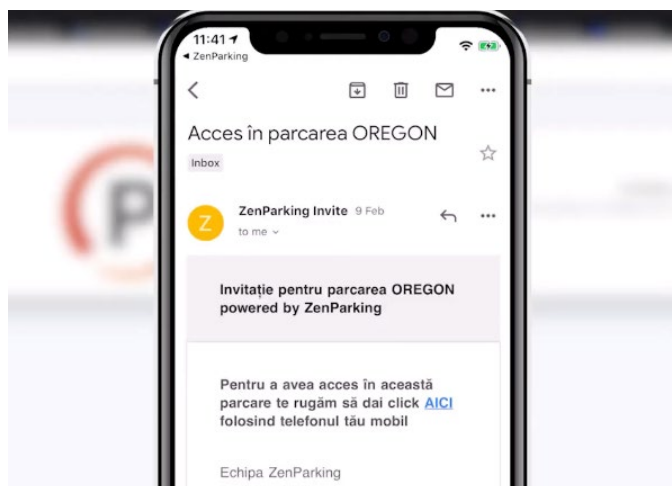 11:41
ZenParking
Acces în parcarea OREGON
Inbox
Z
ZenParking Invite 9 Feb
to me
Invitație pentru parcarea OREGON
powered by ZenParking
Pentru a avea acces în această
parcare te rugăm să dai click AICI
folosind telefonul tău mobil
Echipa ZenParking
P